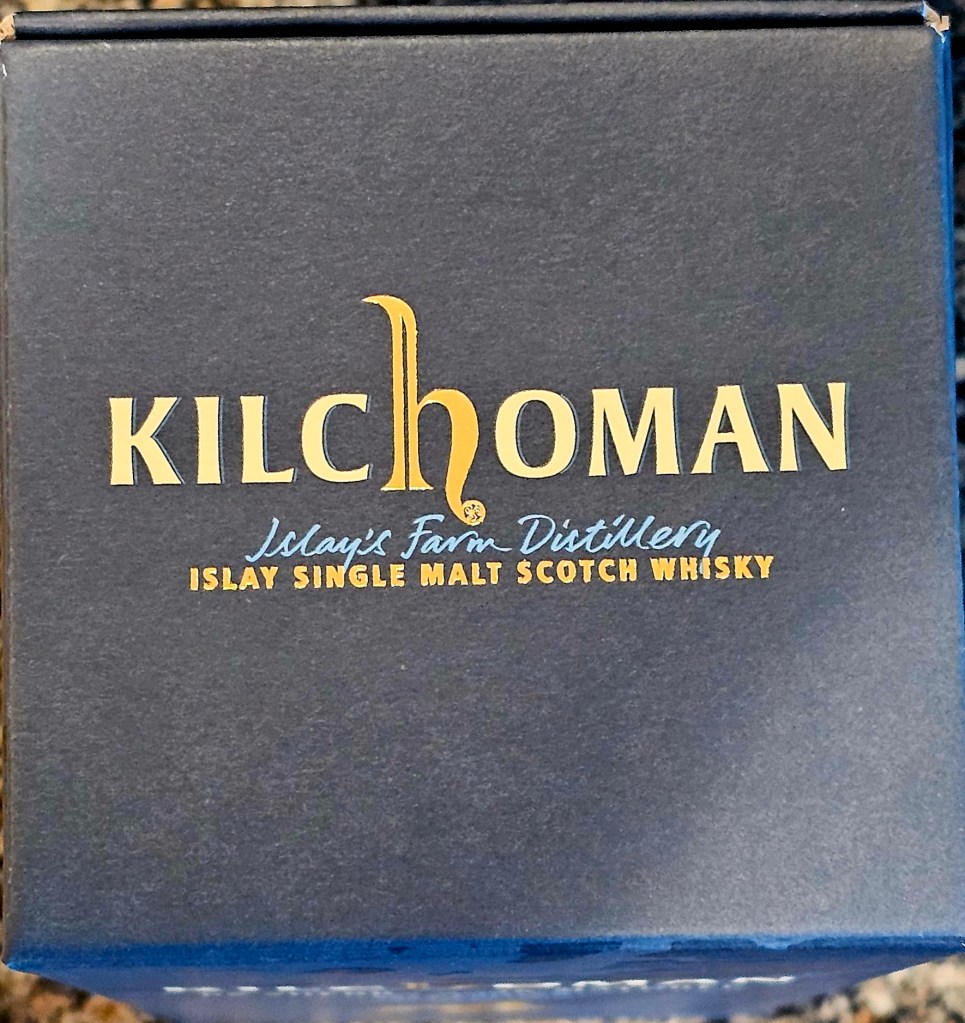 KILChOMAN
Islay's Farm Distillery
ISLAY SINGLE MALT SCOTCH WHISKY